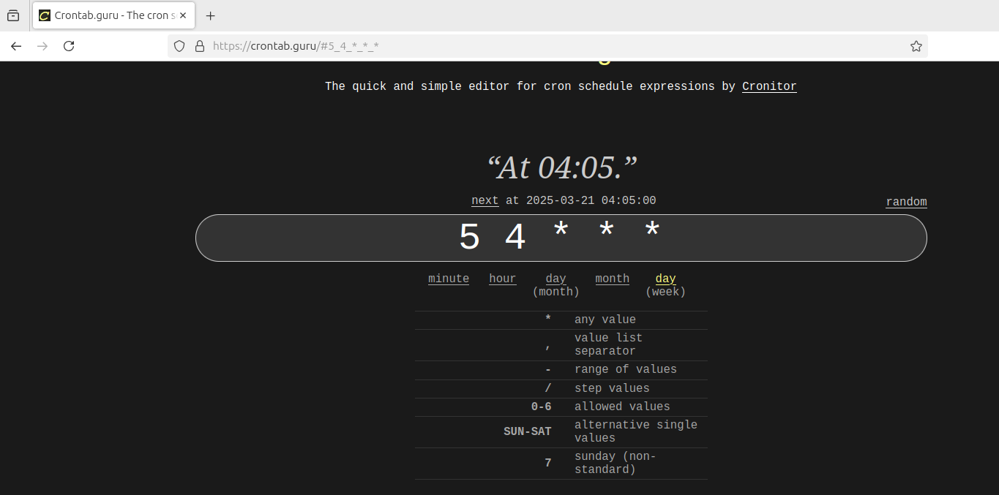 Crontab.guru - The cron s
https://crontab.guru/#5_4_*_*_*
The quick and simple editor for cron schedule expressions by Cronitor
“At 04:05.”
next at 2025-03-21 04:05:00
random
5 4 * * *
minute hour day (month) month day (week)
* any value
, value list
separator
- range of values
/ step values
0-6 allowed values
SUN-SAT alternative single
values
7 sunday (non-
standard)